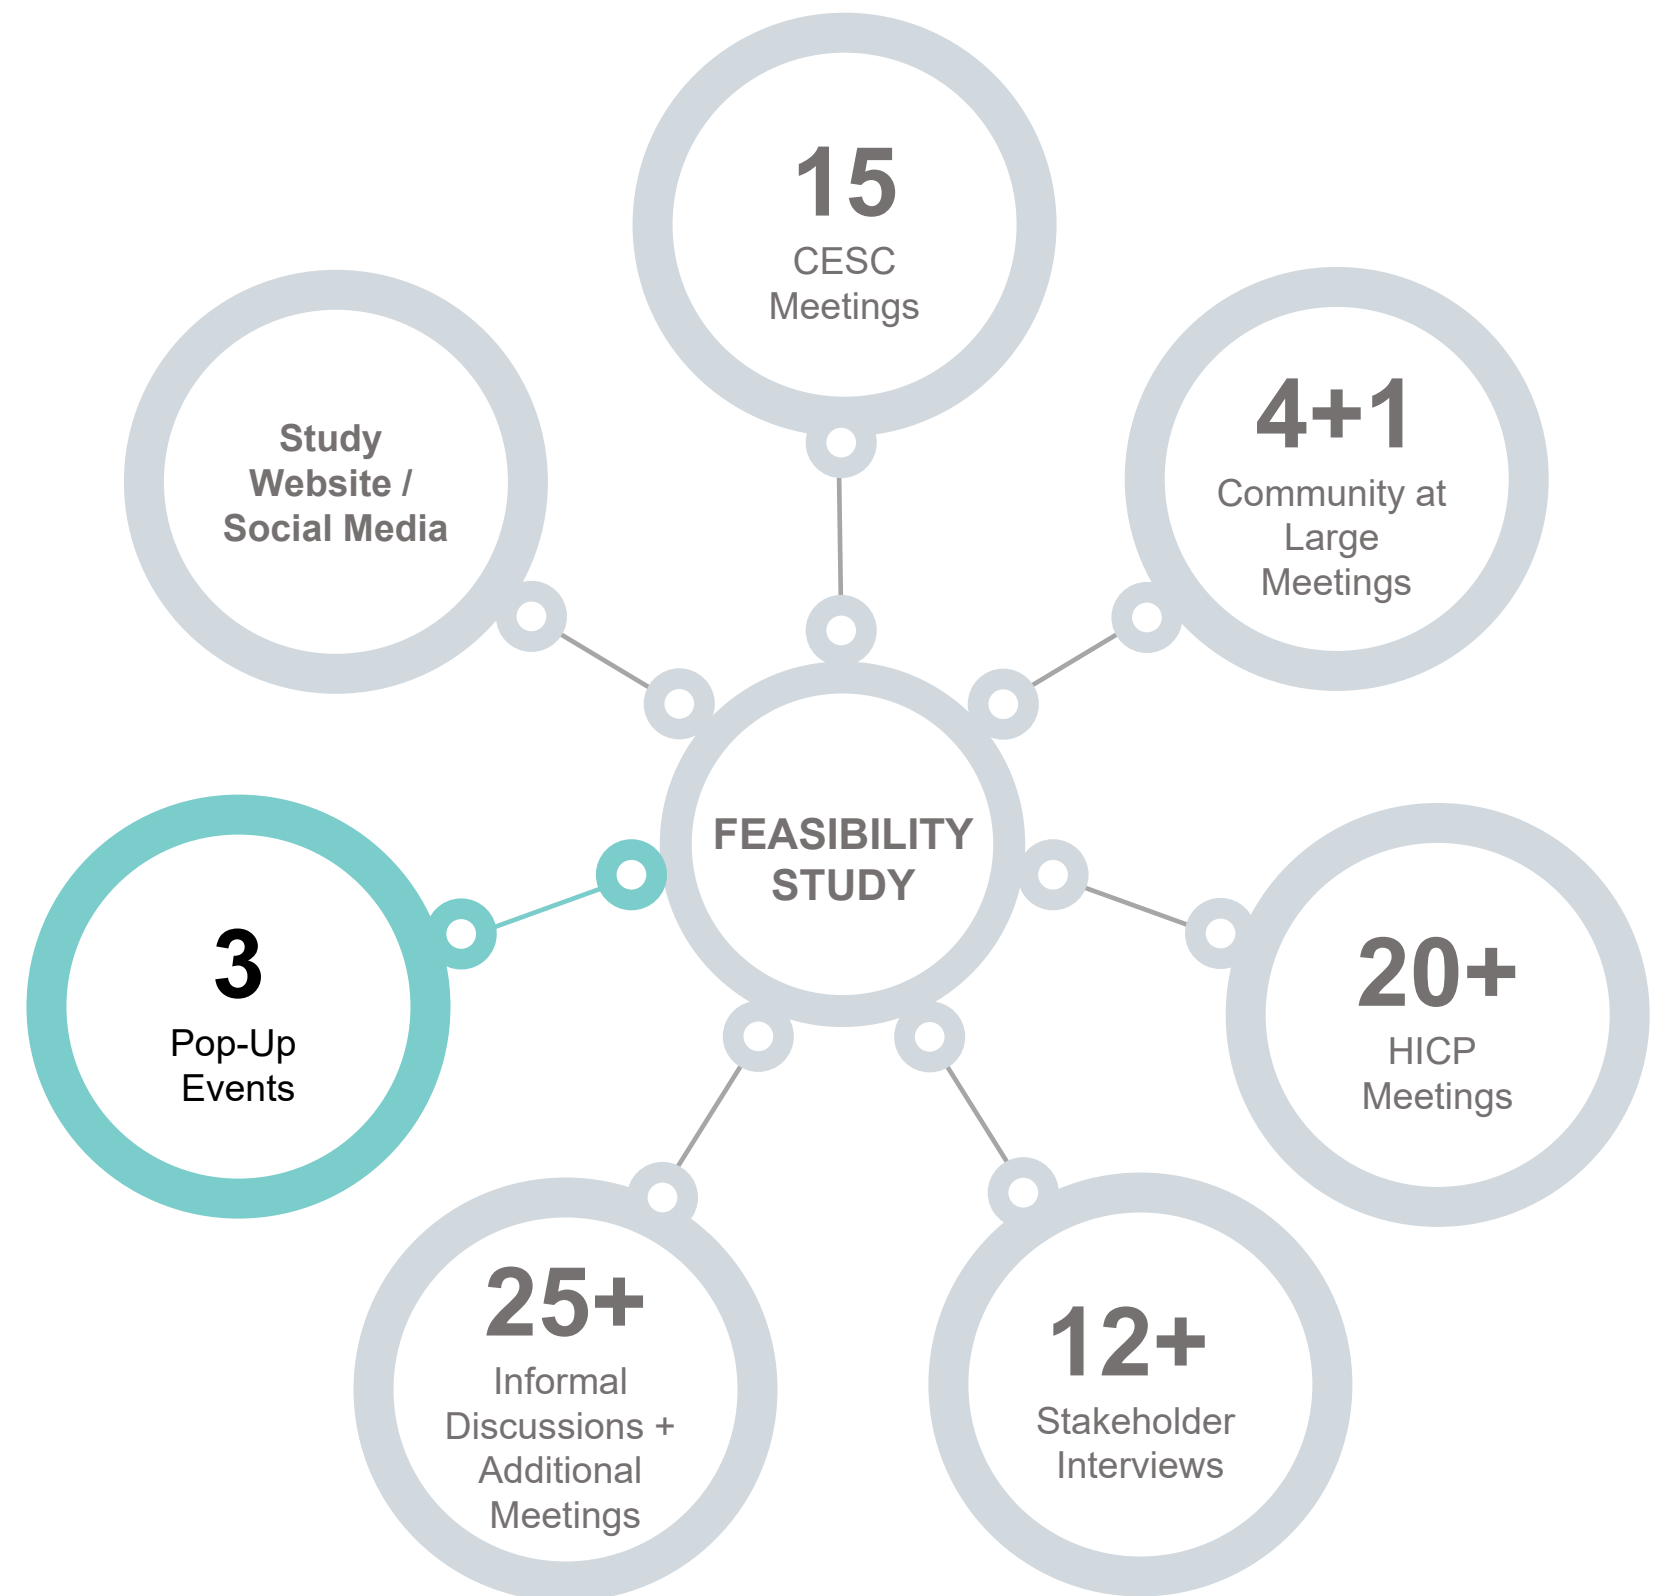 15
CESC
Meetings
4+1
Community at
Large
Meetings
Study
Website /
Social Media
FEASIBILITY
STUDY
3
Pop-Up
Events
20+
HICP
Meetings
25+
Informal
Discussions +
Additional
Meetings
12+
Stakeholder
Interviews